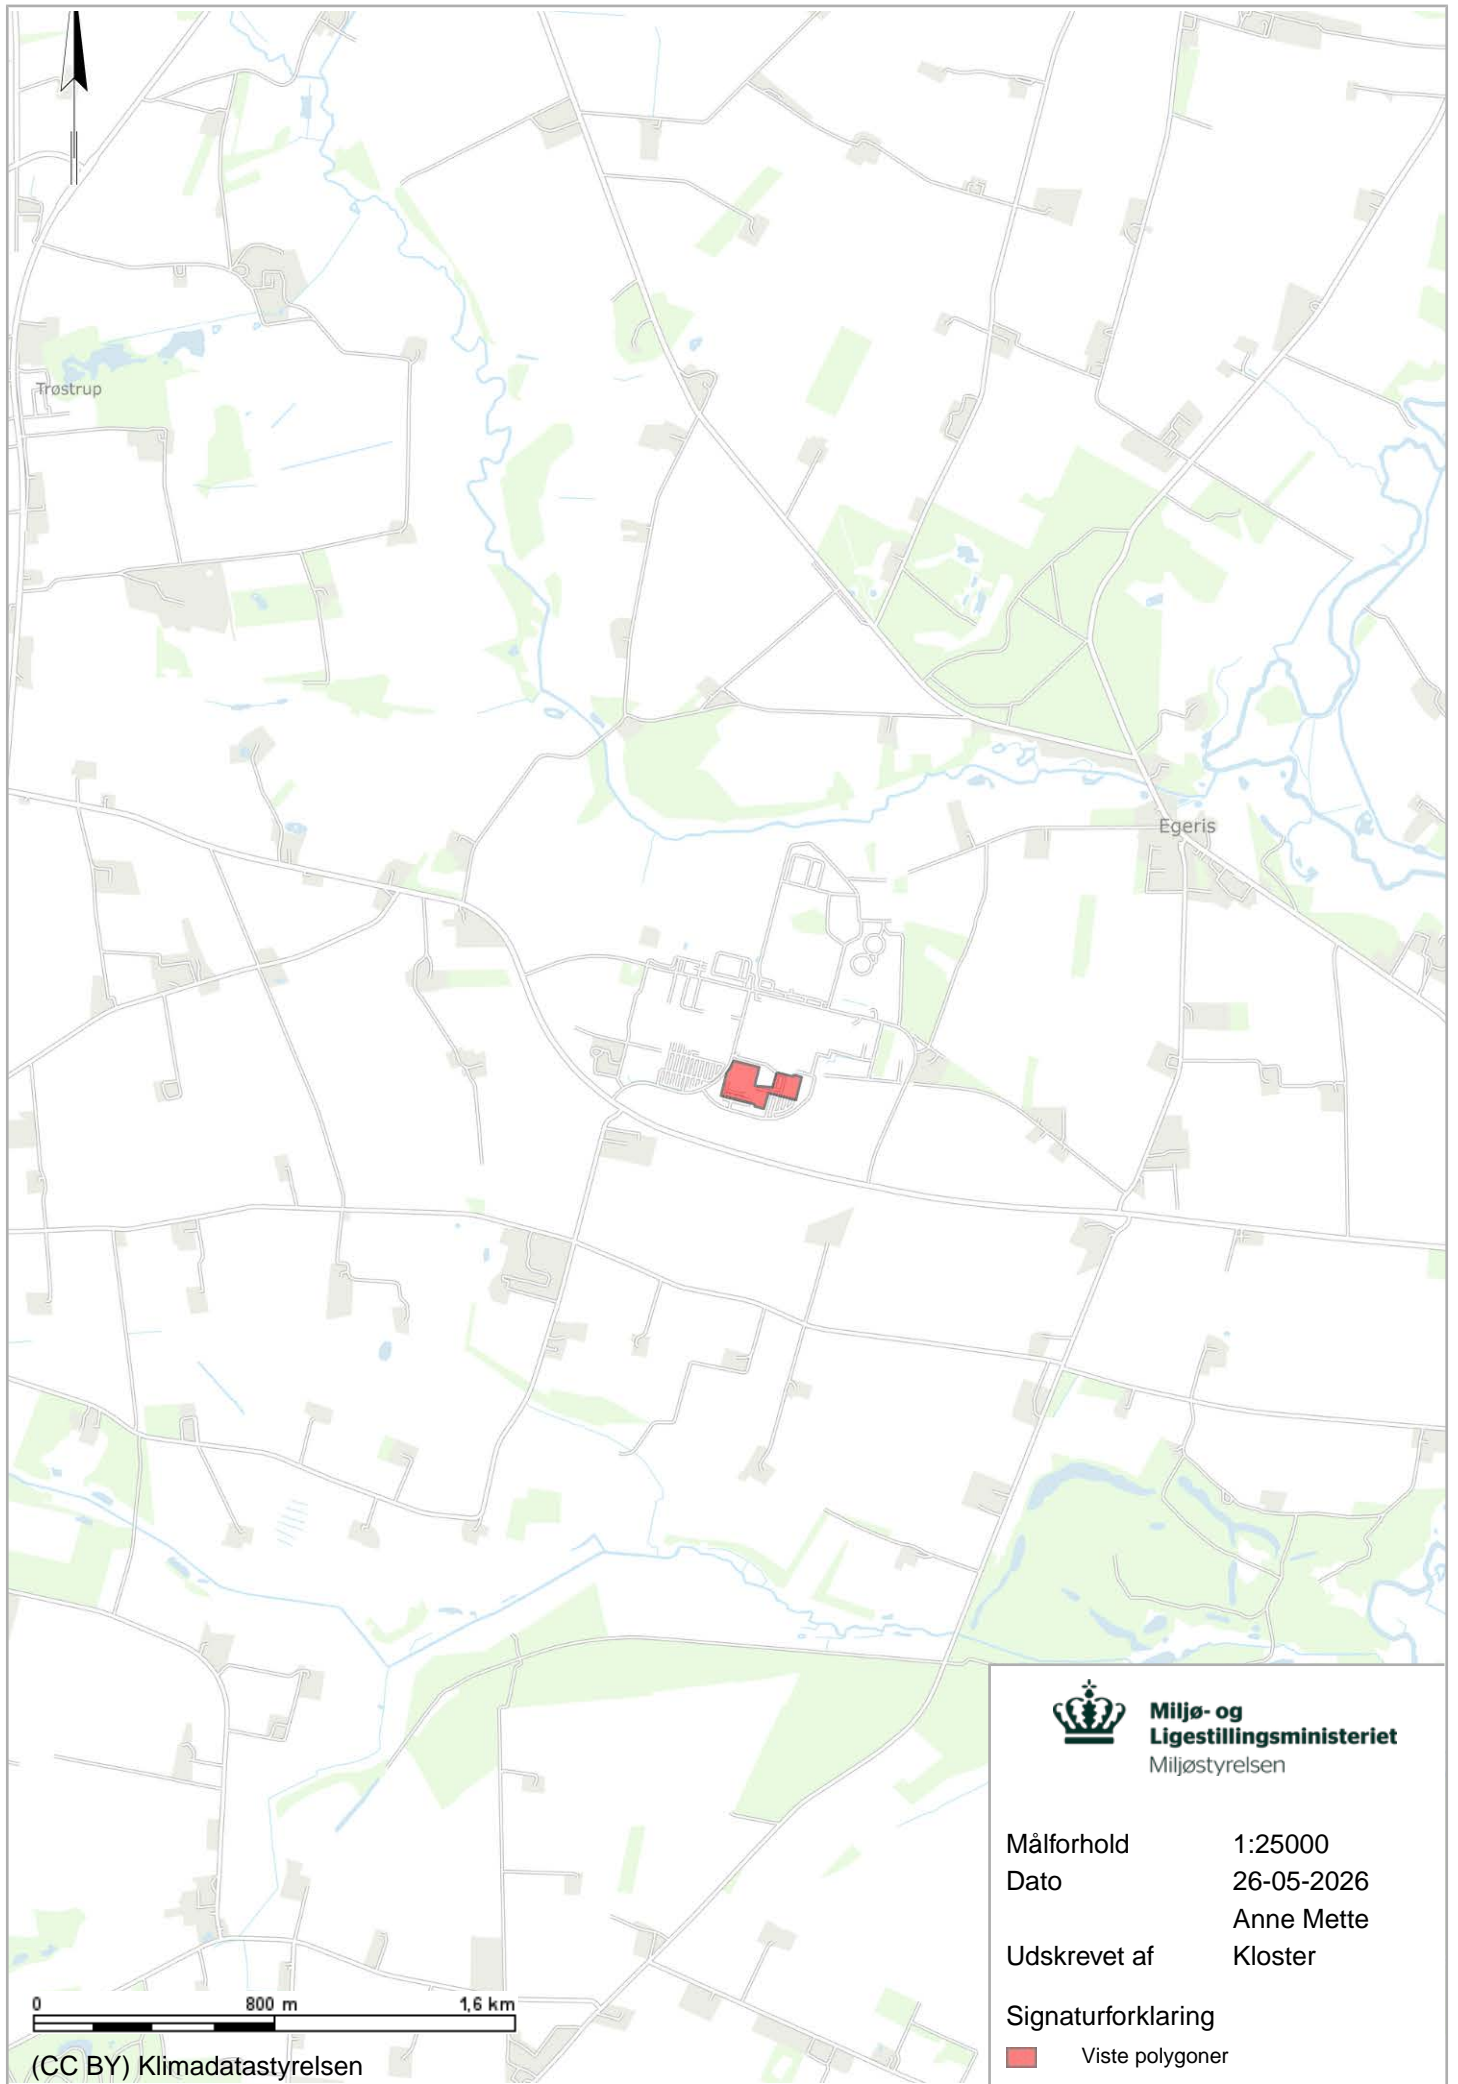 Trøstrup
Egeris
Miljø- og
Ligestillingsministeriet
Miljøstyrelsen
Målforhold 1:25000
Dato 26-05-2026
Anne Mette
Udskrevet af Kloster
Signaturforklaring
Viste polygoner
0 800 m 1,6 km
(CC BY) Klimadatastyrelsen